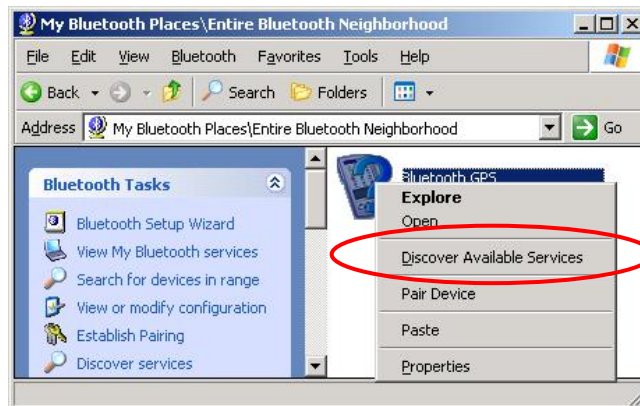 My Bluetooth Places\Entire Bluetooth Neighborhood
File Edit View Bluetooth Favorites Tools Help
Back Search Folders
Address My Bluetooth Places\Entire Bluetooth Neighborhood Go
Bluetooth Tasks
Bluetooth Setup Wizard
View My Bluetooth services
Search for devices in range
View or modify configuration
Establish Pairing
Discover services
Bluetooth GPS
Explore
Open
Discover Available Services
Pair Device
Paste
Properties